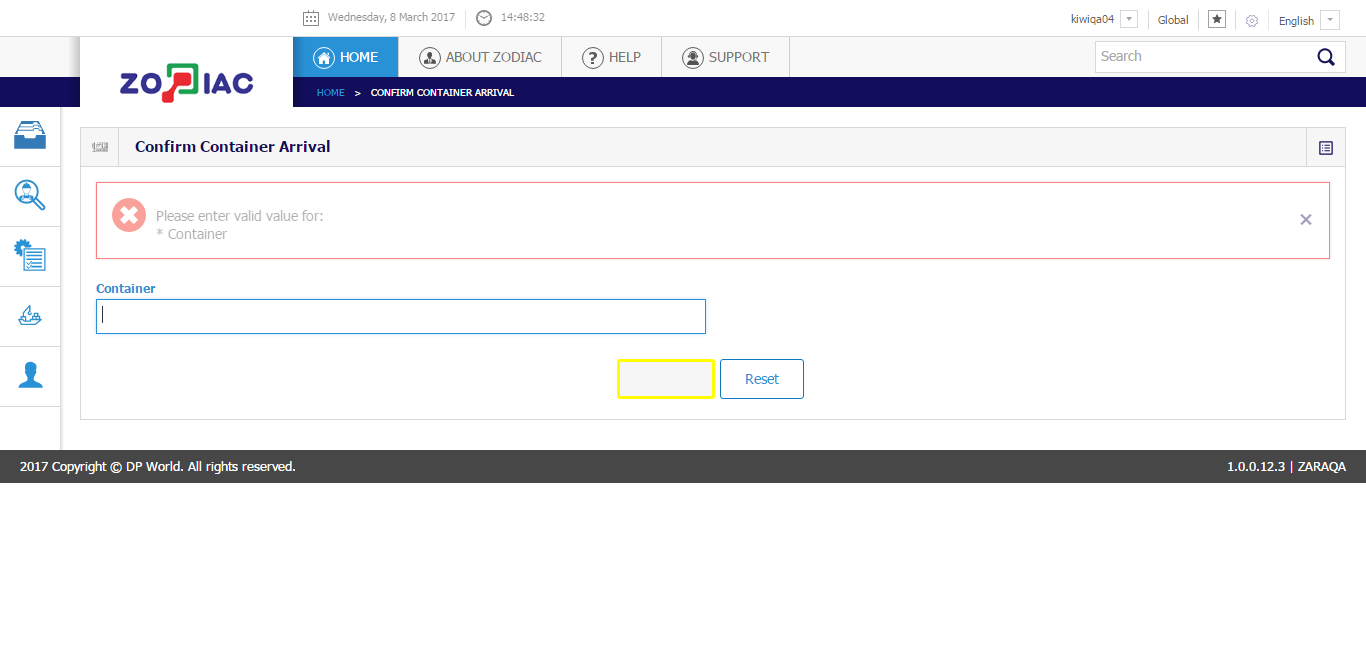 Wednesday, 8 March 2017 14:48:32 kiwiqa04 Global English
ZODIAC
HOME ABOUT ZODIAC ? HELP SUPPORT Search
HOME > CONFIRM CONTAINER ARRIVAL
Confirm Container Arrival
Please enter valid value for:
* Container
Container
Reset
2017 Copyright © DP World. All rights reserved. 1.0.0.12.3 | ZARAQA